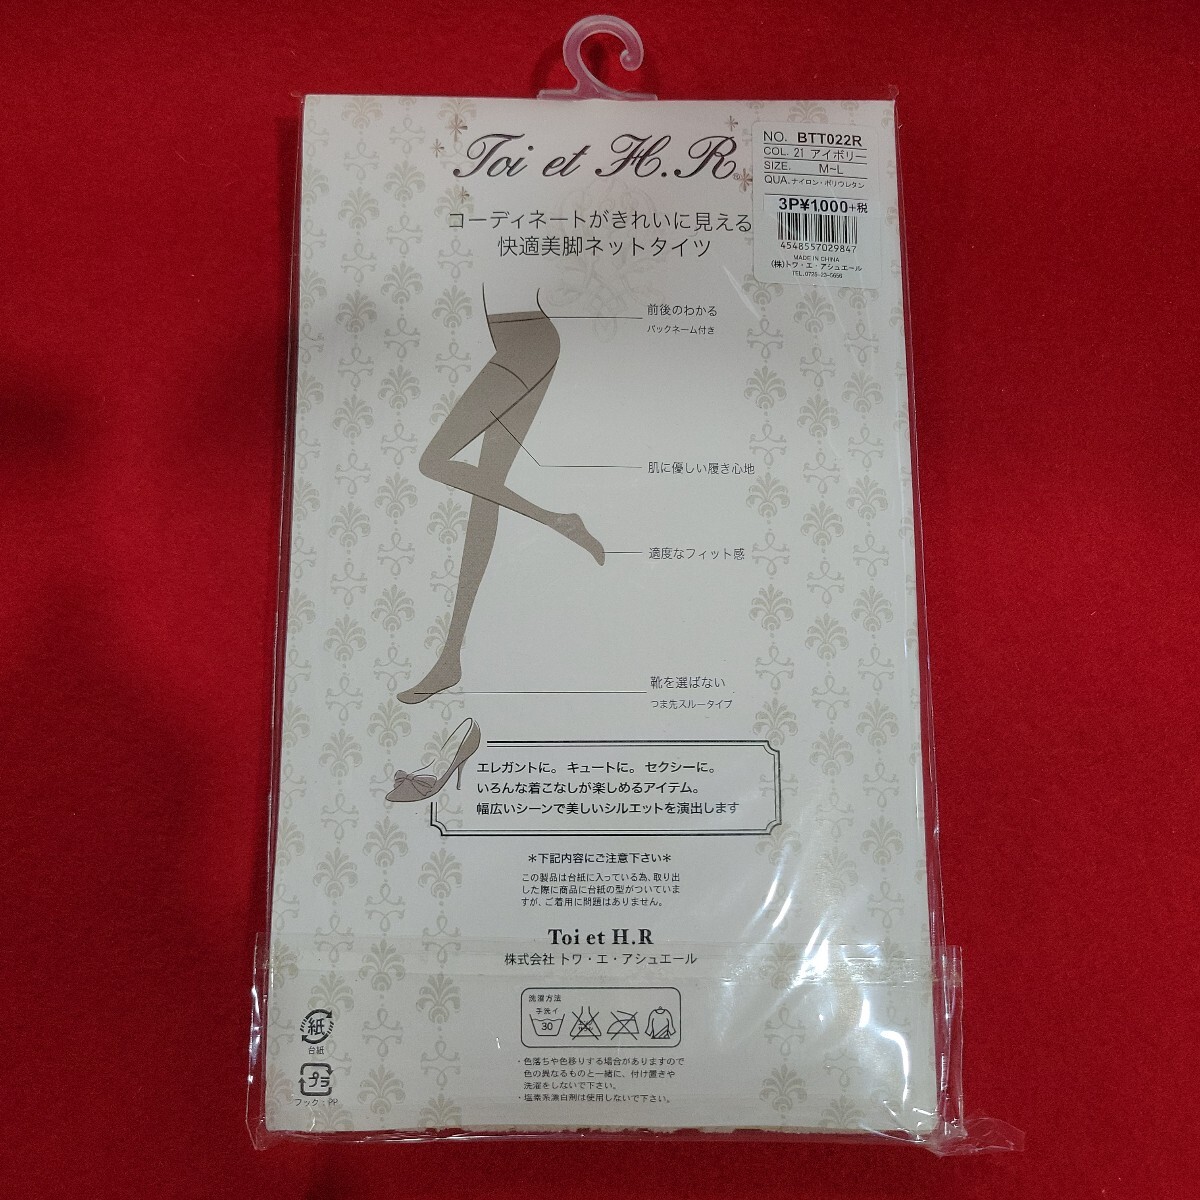 Toi et H.R
コーディネートがきれいに見える
快適美脚ネットタイツ
NO. BTT022R
COL. 21 アイボリー
SIZE. M~L
QUA. ナイロン・ポリウレタン
3P¥1,000+税
4548557029847
MADE IN CHINA
(株)トワ・エ・アシュエール
前後のわかる
バックネーム付き
肌に優しい履き心地
適度なフィット感
靴を選ばない
つま先スルータイプ
エレガントに。キュートに。セクシーに。
いろんな着こなしが楽しめるアイテム。
幅広いシーンで美しいシルエットを演出します
*下記内容にご注意下さい*
この製品は台紙に入っている為、取り出
した際に商品に台紙の型がついていま
すが、ご着用に問題はありません。
Toi et H.R
株式会社 トワ・エ・アシュエール
洗濯方法
手洗イ
30
・色落ちや色移りする場合がありますので
色の異なるものと一緒に、付け置きや
洗濯をしないで下さい。
・塩素系漂白剤は使用しないで下さい。
紙
台紙
プラ
フック:PP